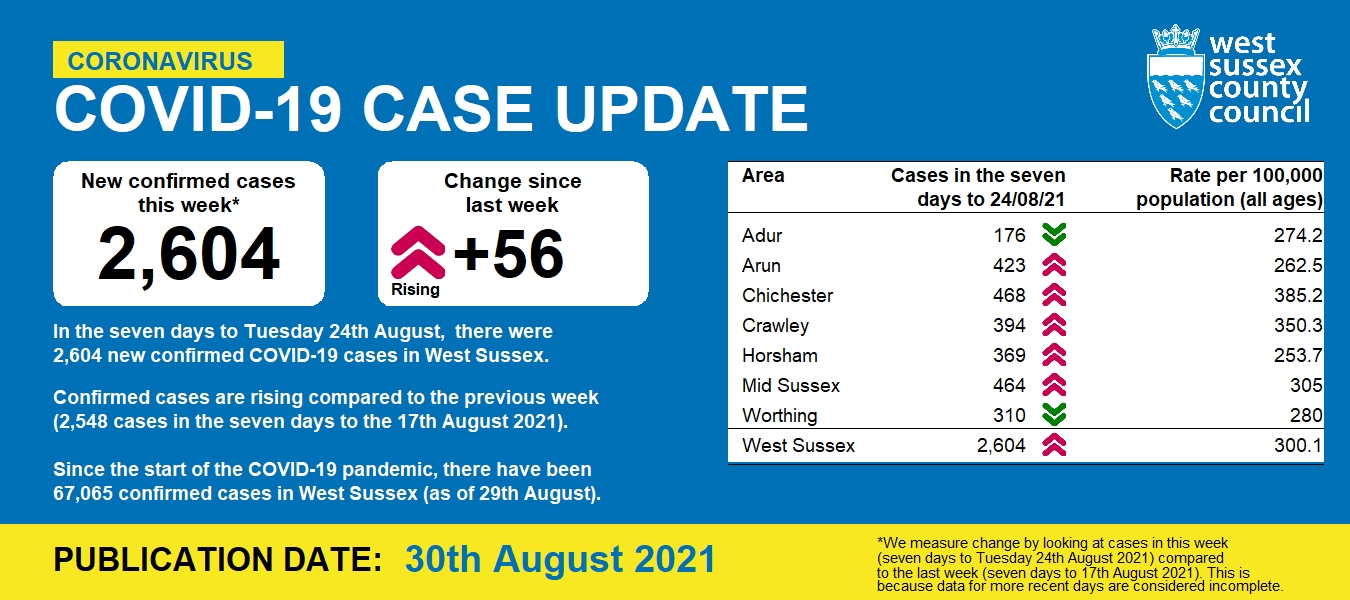 CORONAVIRUS
COVID-19 CASE UPDATE
west
sussex
county
council
New confirmed cases
this week*
2,604
Change since
last week
+56
Rising
In the seven days to Tuesday 24th August, there were
2,604 new confirmed COVID-19 cases in West Sussex.
Confirmed cases are rising compared to the previous week
(2,548 cases in the seven days to the 17th August 2021).
Since the start of the COVID-19 pandemic, there have been
67,065 confirmed cases in West Sussex (as of 29th August).
Area Cases in the seven Rate per 100,000
days to 24/08/21 population (all ages)
Adur 176 274.2
Arun 423 262.5
Chichester 468 385.2
Crawley 394 350.3
Horsham 369 253.7
Mid Sussex 464 305
Worthing 310 280
West Sussex 2,604 300.1
PUBLICATION DATE: 30th August 2021
*We measure change by looking at cases in this week
(seven days to Tuesday 24th August 2021) compared
to the last week (seven days to 17th August 2021). This is
because data for more recent days are considered incomplete.